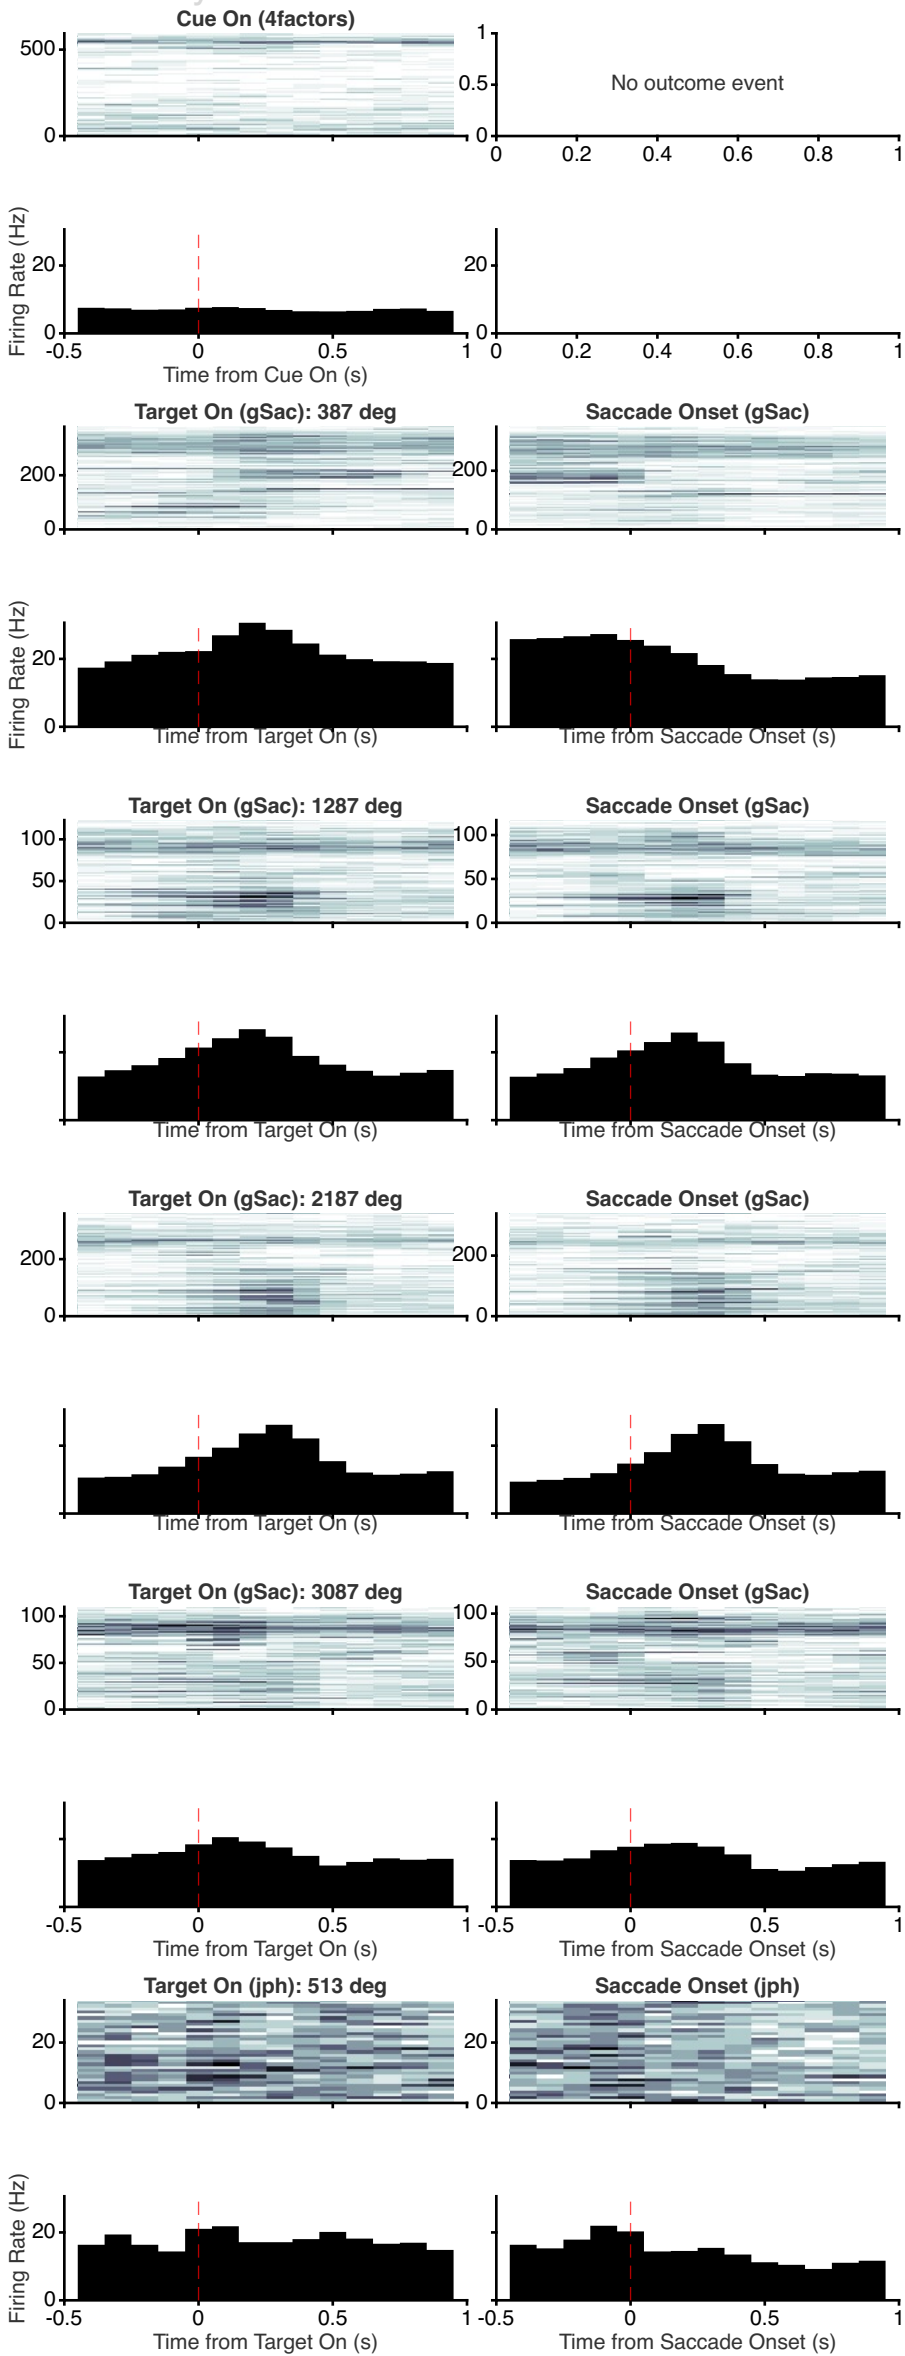 Cue On (4factors)
500
0
1
0.5
0
No outcome event
0 0.2 0.4 0.6 0.8 1
Firing Rate (Hz)
20
0
-0.5 0 0.5 1
Time from Cue On (s)
20
0
0 0.2 0.4 0.6 0.8 1
Target On (gSac): 387 deg
200
0
Saccade Onset (gSac)
200
0
Firing Rate (Hz)
20
0
Time from Target On (s)
Time from Saccade Onset (s)
Target On (gSac): 1287 deg
100
50
0
Saccade Onset (gSac)
100
50
0
Time from Target On (s)
Time from Saccade Onset (s)
Target On (gSac): 2187 deg
200
0
Saccade Onset (gSac)
200
0
Time from Target On (s)
Time from Saccade Onset (s)
Target On (gSac): 3087 deg
100
50
0
Saccade Onset (gSac)
100
50
0
-0.5 0 0.5 1
Time from Target On (s)
-0.5 0 0.5 1
Time from Saccade Onset (s)
Target On (jph): 513 deg
20
0
Saccade Onset (jph)
20
0
Firing Rate (Hz)
20
0
-0.5 0 0.5 1
Time from Target On (s)
-0.5 0 0.5 1
Time from Saccade Onset (s)